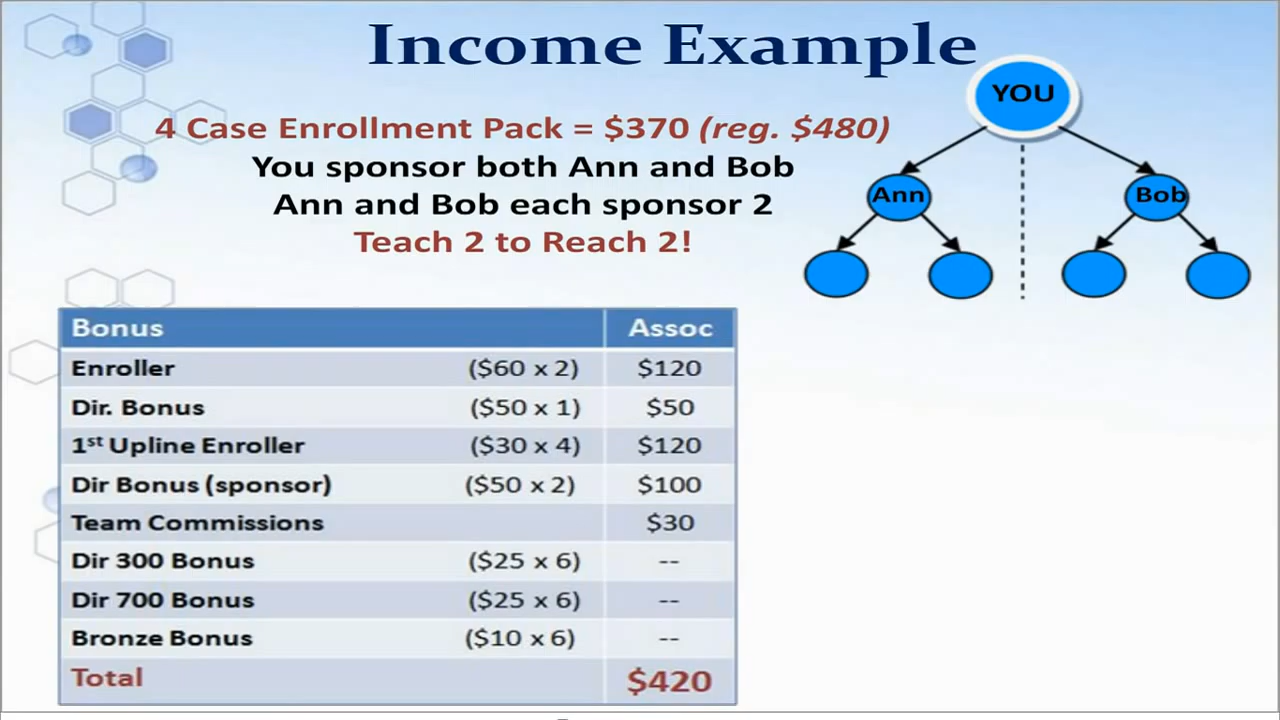 Income Example
YOU
4 Case Enrollment Pack = $370 (reg. $480)
You sponsor both Ann and Bob
Ann Bob
Ann and Bob each sponsor 2
Teach 2 to Reach 2!
Bonus Assoc
Enroller ($60 x 2) $120
Dir. Bonus ($50 x 1) $50
1st Upline Enroller ($30 x 4) $120
Dir Bonus (sponsor) ($50 x 2) $100
Team Commissions $30
Dir 300 Bonus ($25 x 6) --
Dir 700 Bonus ($25 x 6) --
Bronze Bonus ($10 x 6) --
Total $420